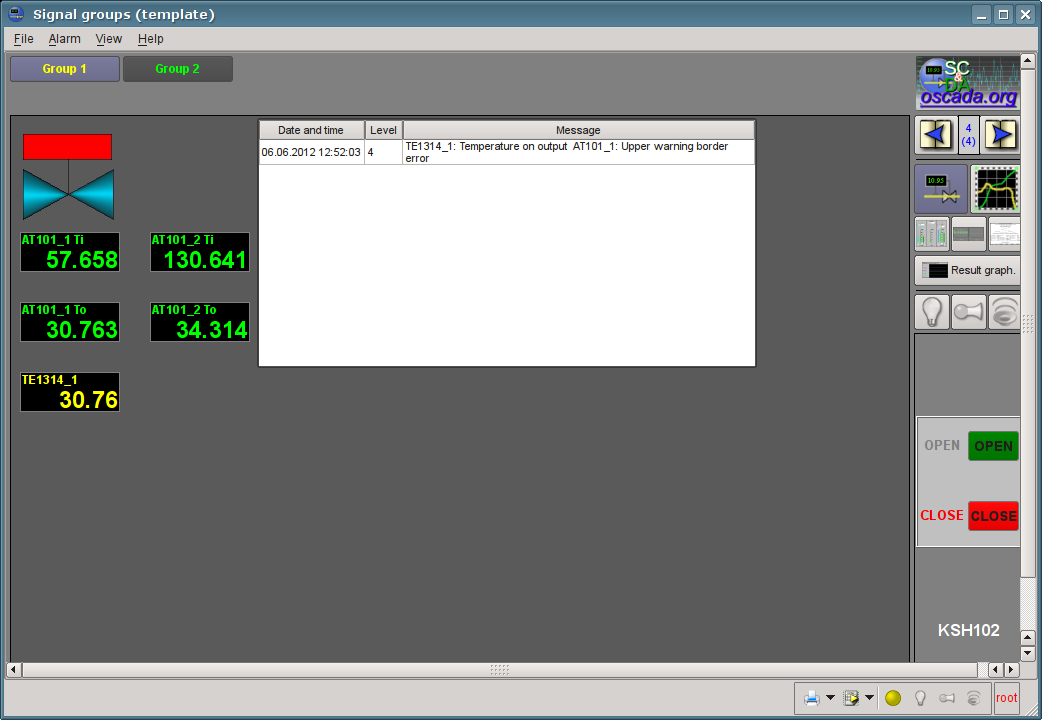 Signal groups (template)
File Alarm View Help
Group 1 Group 2
SC
&
DA
oscada.org
4
(4)
Date and time Level Message
06.06.2012 12:52:03 4 TE1314_1: Temperature on output AT101_1: Upper warning border
error
10.95
AT101_1 Ti
57.658
AT101_2 Ti
130.641
AT101_1 To
30.763
AT101_2 To
34.314
TE1314_1
30.76
Result graph.
OPEN OPEN
CLOSE CLOSE
KSH102
root